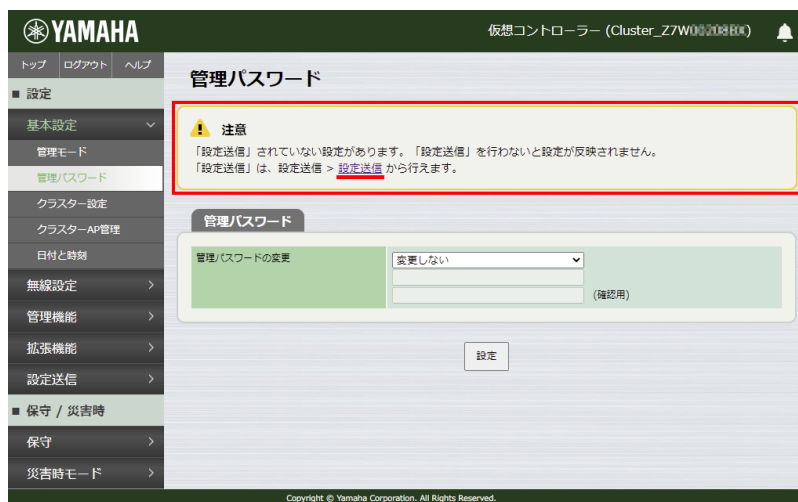 YAMAHA
仮想コントローラー (Cluster_Z7W
トップ ログアウト ヘルプ
■ 設定
基本設定
管理モード
管理パスワード
クラスター設定
クラスターAP管理
日付と時刻
無線設定
管理機能
拡張機能
設定送信
■ 保守 / 災害時
保守
災害時モード
管理パスワード
注意
「設定送信」されていない設定があります。「設定送信」を行わないと設定が反映されません。
「設定送信」は、設定送信 > 設定送信 から行えます。
管理パスワード
管理パスワードの変更
変更しない
(確認用)
設定
Copyright © Yamaha Corporation. All Rights Reserved.